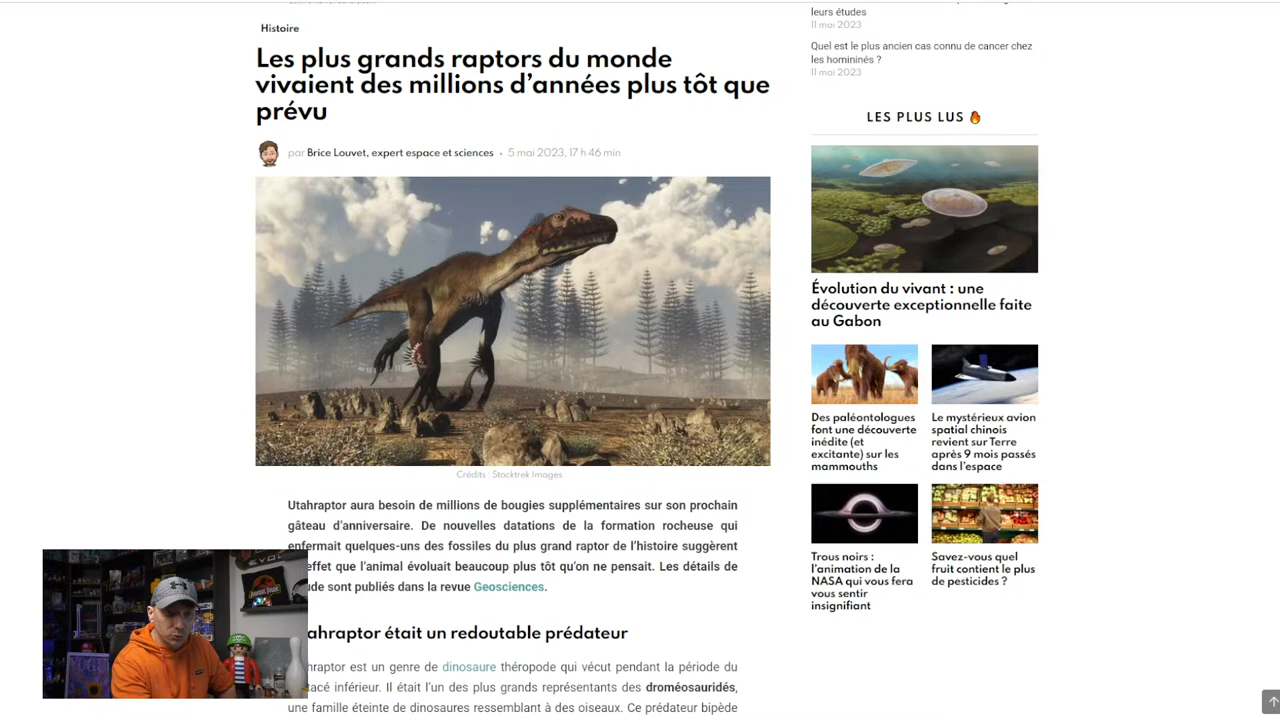 Histoire
Les plus grands raptors du monde
vivaient des millions d'années plus tôt que
prévu
par Brice Louvet, expert espace et sciences • 5 mai 2023, 17 h 46 min
Crédits : Stocktrek Images
Utahraptor aura besoin de millions de bougies supplémentaires sur son prochain
gâteau d'anniversaire. De nouvelles datations de la formation rocheuse qui
enfermait quelques-uns des fossiles du plus grand raptor de l'histoire suggèrent
effet que l'animal évoluait beaucoup plus tôt qu'on ne pensait. Les détails de
sont publiés dans la revue Geosciences.
ahraptor était un redoutable prédateur
hraptor est un genre de dinosaure théropode qui vécut pendant la période du
tacé inférieur. Il était l'un des plus grands représentants des droméosauridés,
une famille éteinte de dinosaures ressemblant à des oiseaux. Ce prédateur bipède
leurs études
11 mai 2023
Quel est le plus ancien cas connu de cancer chez
les homininés ?
11 mai 2023
LES PLUS LUS 🔥
Évolution du vivant : une
découverte exceptionnelle faite
au Gabon
Des paléontologues
font une découverte
inédite (et
excitante) sur les
mammouths
Le mystérieux avion
spatial chinois
revient sur Terre
après 9 mois passés
dans l'espace
Trous noirs :
l'animation de la
NASA qui vous fera
vous sentir
insignifiant
Savez-vous quel
fruit contient le plus
de pesticides ?
JURASSIC PARK